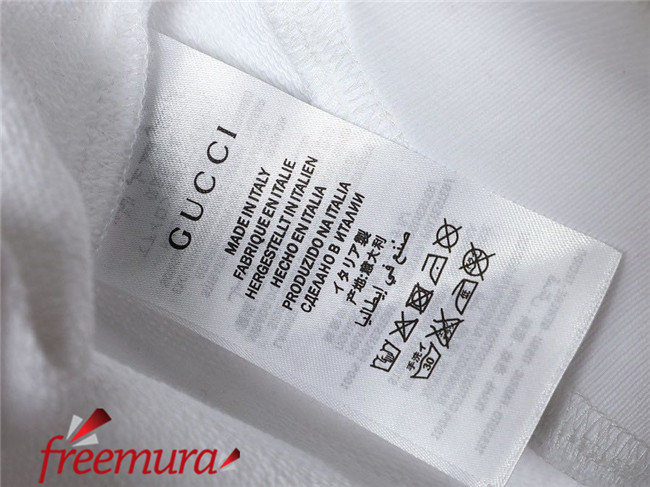 GUCCI
MADE IN ITALY
FABRIQUE EN ITALIE
HERGESTELLT IN ITALIEN
HECHO EN ITALIA
PRODUZIDO NA ITALIA
СДЕЛАНО В ИТАЛИИ
イタリア製
产地:意大利
صنع في إيطاليا
手洗イ
30
freemura